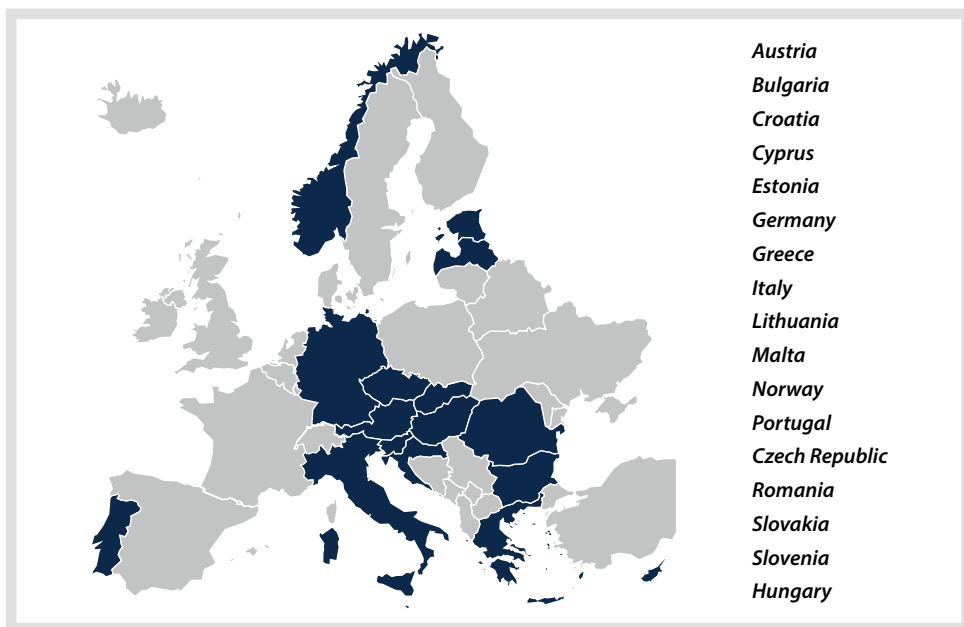 Austria
Bulgaria
Croatia
Cyprus
Estonia
Germany
Greece
Italy
Lithuania
Malta
Norway
Portugal
Czech Republic
Romania
Slovakia
Slovenia
Hungary